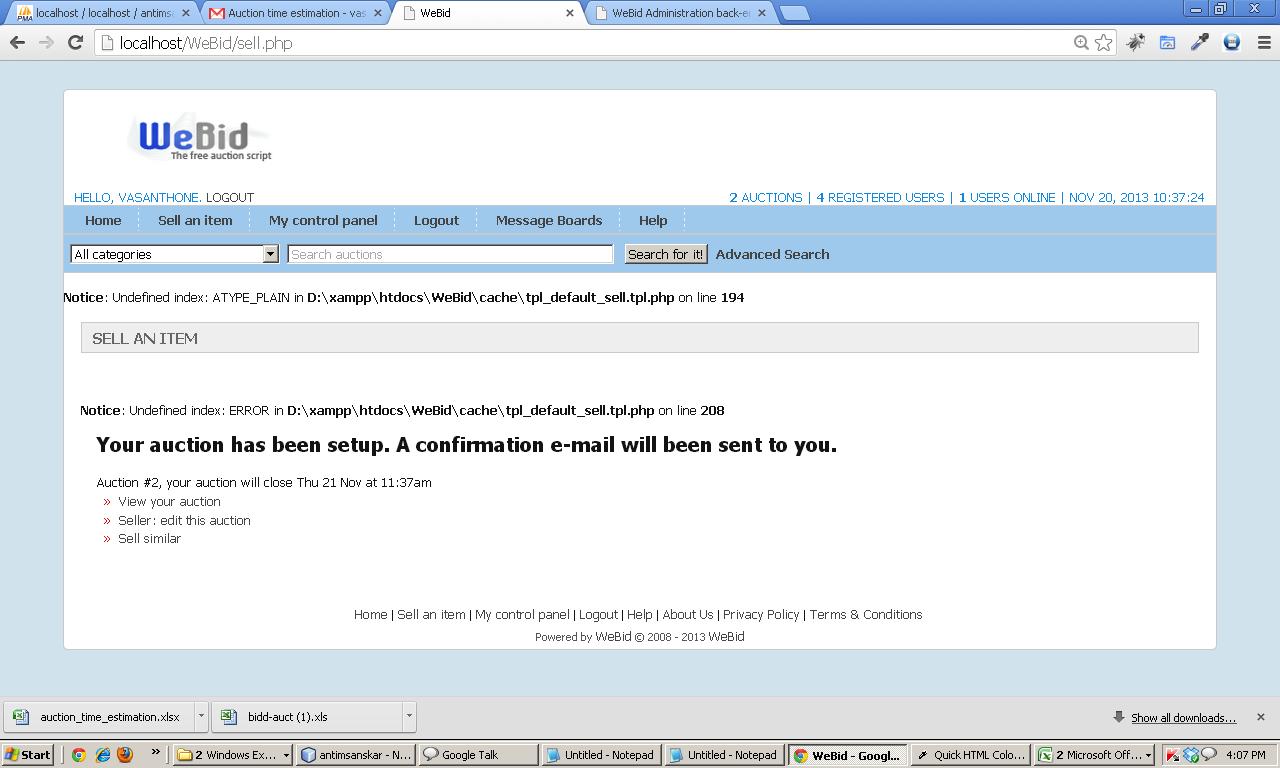 localhost / localhost / antims
Auction time estimation - vas
WeBid
WeBid Administration back-e
localhost/WeBid/sell.php
WeBid
The free auction script
HELLO, VASANTHONE. LOGOUT
2 AUCTIONS | 4 REGISTERED USERS | 1 USERS ONLINE | NOV 20, 2013 10:37:24
Home Sell an item My control panel Logout Message Boards Help
All categories Search auctions Search for it! Advanced Search
Notice: Undefined index: ATYPE_PLAIN in D:\xampp\htdocs\WeBid\cache\tpl_default_sell.tpl.php on line 194
SELL AN ITEM
Notice: Undefined index: ERROR in D:\xampp\htdocs\WeBid\cache\tpl_default_sell.tpl.php on line 208
Your auction has been setup. A confirmation e-mail will been sent to you.
Auction #2, your auction will close Thu 21 Nov at 11:37am
» View your auction
» Seller: edit this auction
» Sell similar
Home | Sell an item | My control panel | Logout | Help | About Us | Privacy Policy | Terms & Conditions
Powered by WeBid © 2008 - 2013 WeBid
auction_time_estimation.xlsx
bidd-auct (1).xls
Show all downloads...
Start » 2 Windows Ex... antimsanskar - N... Google Talk Untitled - Notepad Untitled - Notepad WeBid - Googl... Quick HTML Colo... 2 Microsoft Off... 4:07 PM